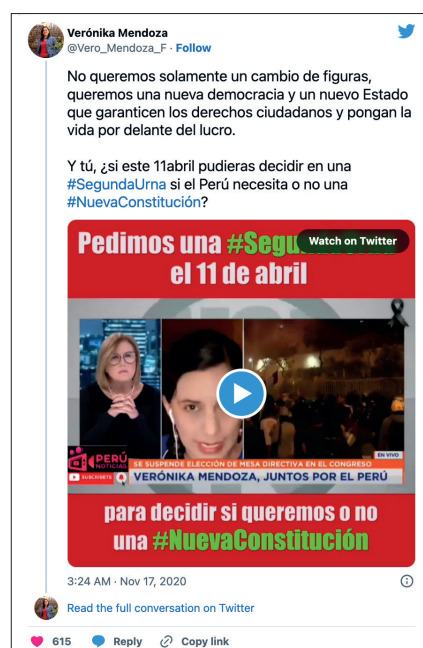 Verónika Mendoza
@Vero_Mendoza_F · Follow
No queremos solamente un cambio de figuras,
queremos una nueva democracia y un nuevo Estado
que garanticen los derechos ciudadanos y pongan la
vida por delante del lucro.
Y tú, ¿si este 11abril pudieras decidir en una
#SegundaUrna si el Perú necesita o no una
#NuevaConstitución?
Pedimos una #Segu
Watch on Twitter
el 11 de abril
PERÚ
NOTICIAS
SUSCRIBETE
EN VIVO
SE SUSPENDE ELECCIÓN DE MESA DIRECTIVA EN EL CONGRESO
VERÓNIKA MENDOZA, JUNTOS POR EL PERÚ
para decidir si queremos o no
una #NuevaConstitución
3:24 AM · Nov 17, 2020
Read the full conversation on Twitter
615 Reply Copy link